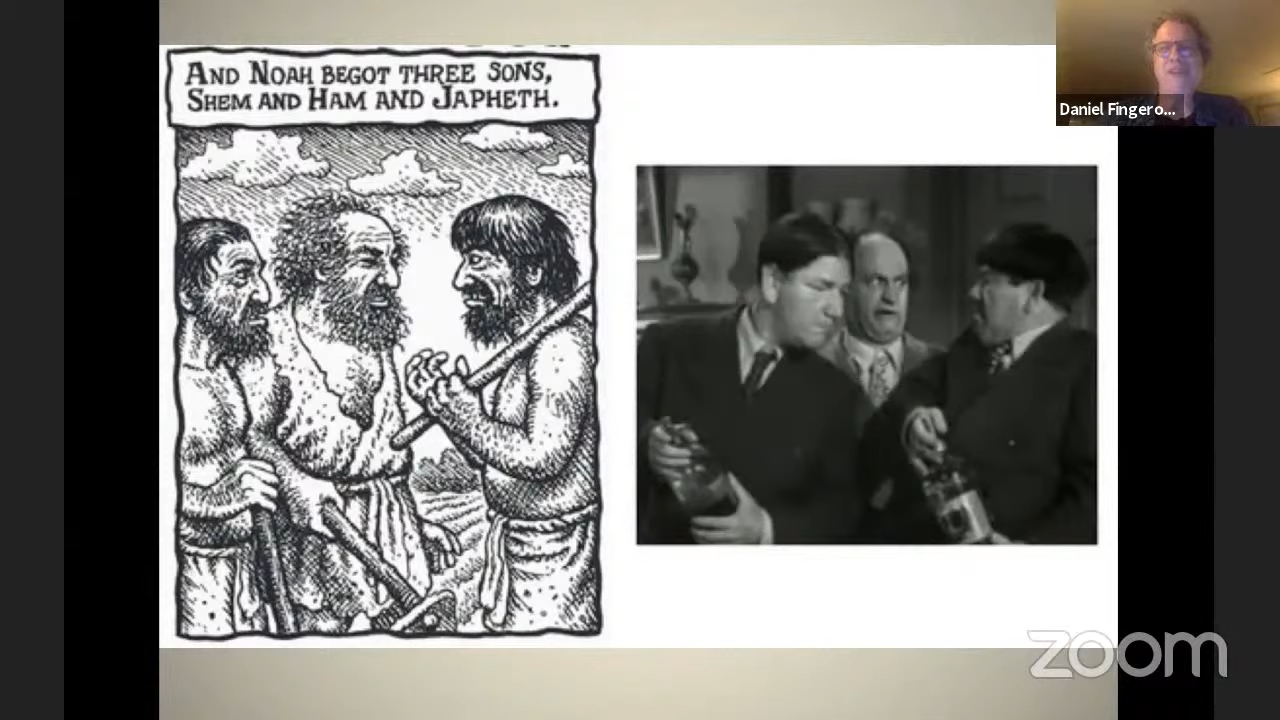 AND NOAH BEGOT THREE SONS,
SHEM AND HAM AND JAPHETH.
Daniel Fingero...
zoom